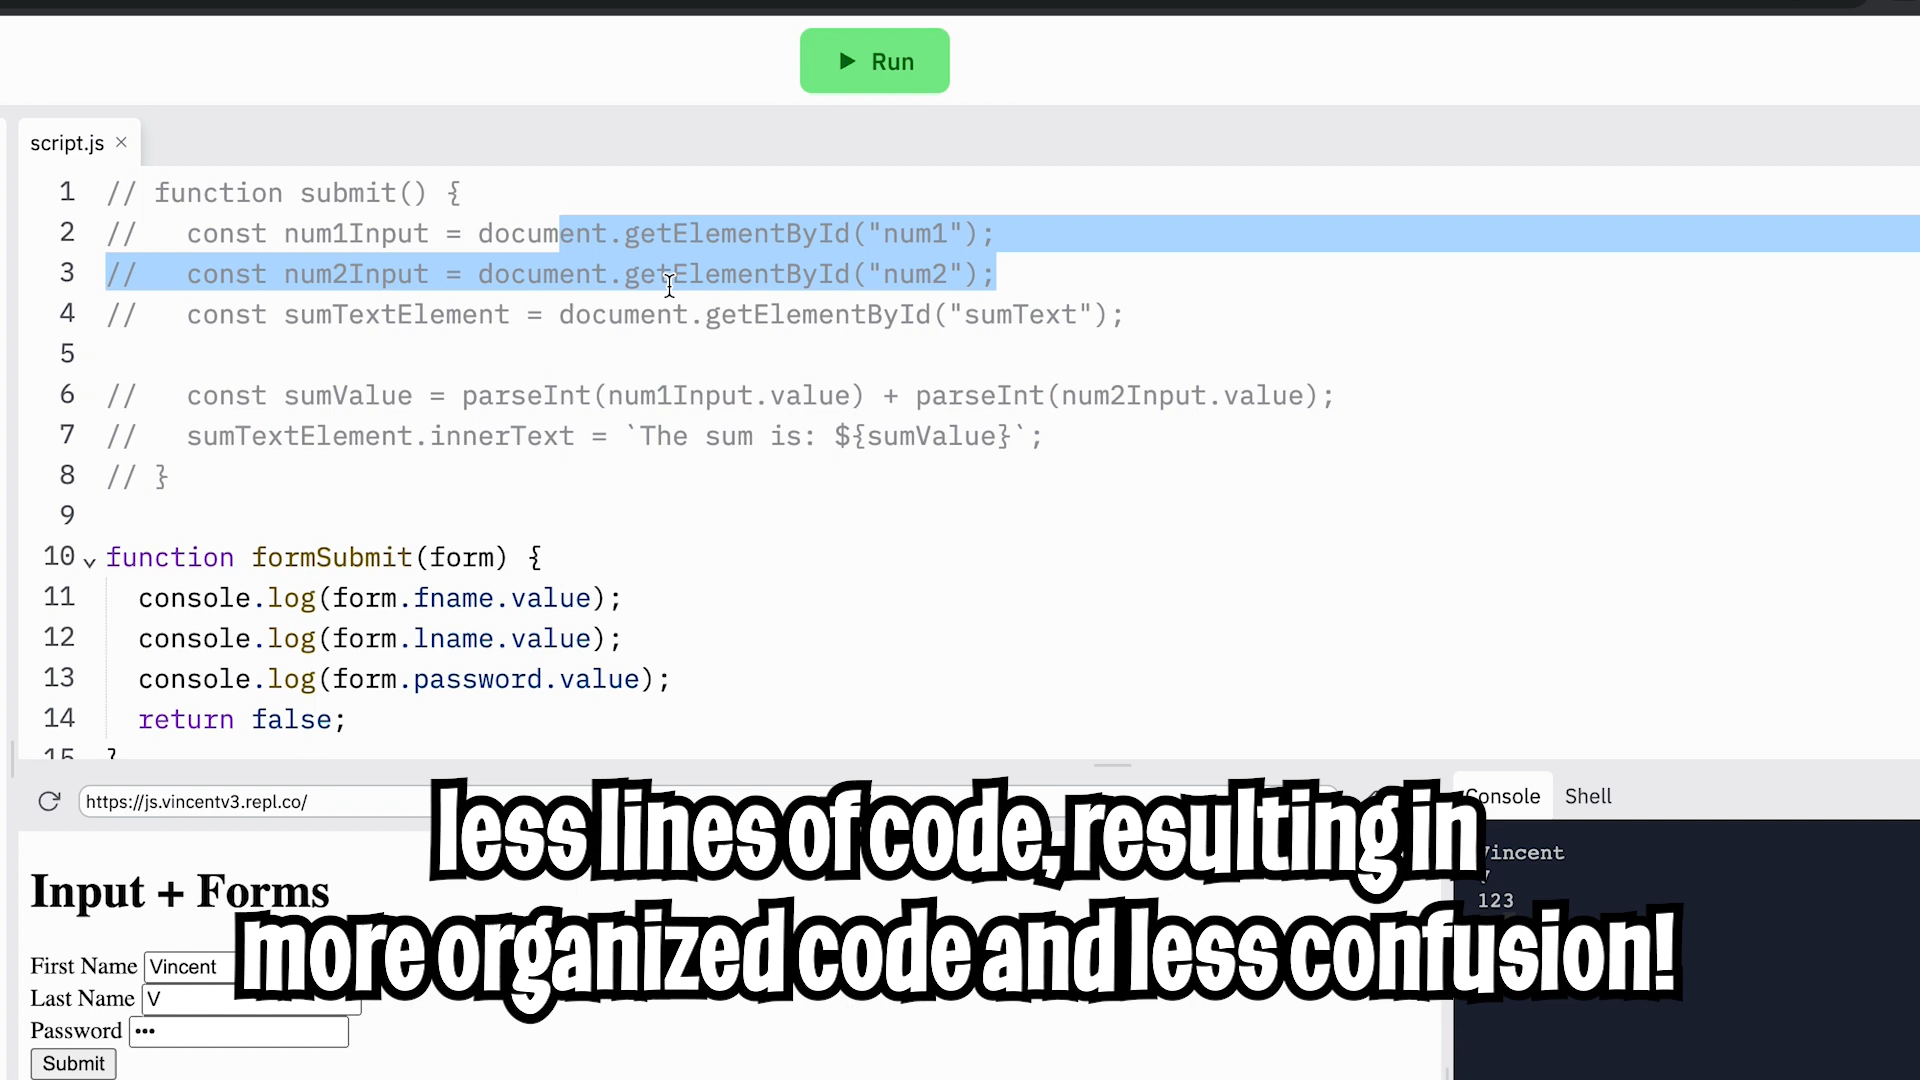 Run
script.js ×
1 // function submit() {
2 //   const num1Input = document.getElementById("num1");
3 //   const num2Input = document.getElementById("num2");
4 //   const sumTextElement = document.getElementById("sumText");
5
6 //   const sumValue = parseInt(num1Input.value) + parseInt(num2Input.value);
7 //   sumTextElement.innerText = `The sum is: ${sumValue}`;
8 // }
9
10 function formSubmit(form) {
11   console.log(form.fname.value);
12   console.log(form.lname.value);
13   console.log(form.password.value);
14   return false;
15 }
https://js.vincentv3.repl.co/
Console Shell
less lines of code, resulting in
more organized code and less confusion!
Vincent
V
123
Input + Forms
First Name Vincent
Last Name V
Password •••
Submit